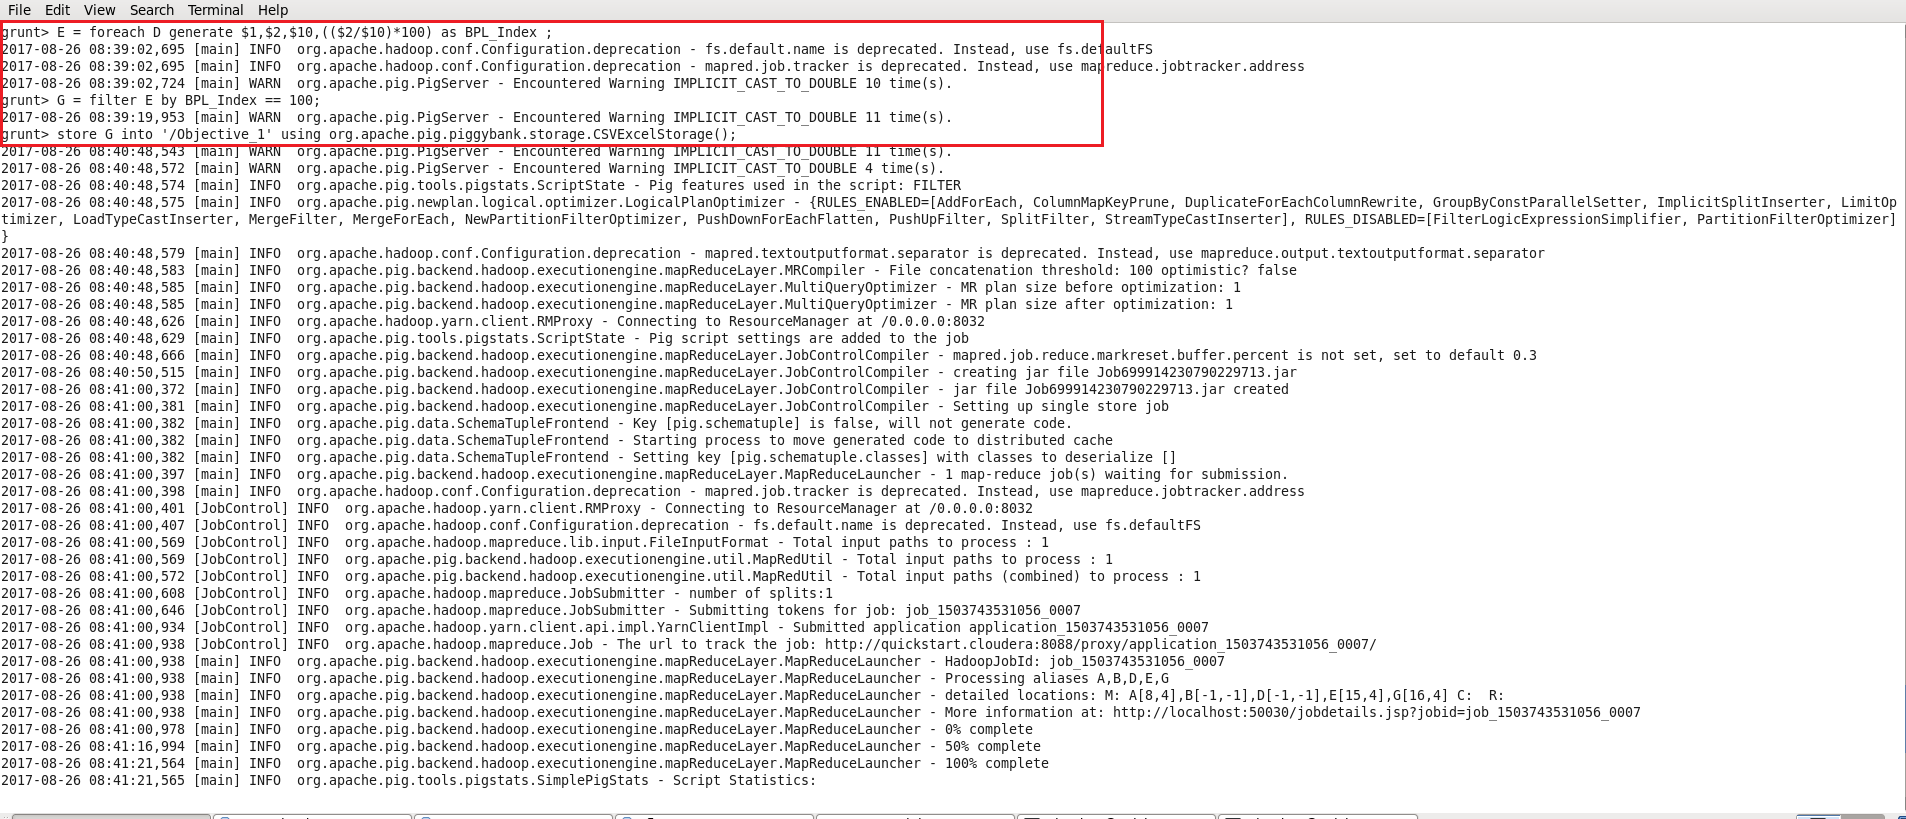 File Edit View Search Terminal Help
grunt> E = foreach D generate $1,$2,$10,(($2/$10)*100) as BPL_Index ;
2017-08-26 08:39:02,695 [main] INFO  org.apache.hadoop.conf.Configuration.deprecation - fs.default.name is deprecated. Instead, use fs.defaultFS
2017-08-26 08:39:02,695 [main] INFO  org.apache.hadoop.conf.Configuration.deprecation - mapred.job.tracker is deprecated. Instead, use mapreduce.jobtracker.address
2017-08-26 08:39:02,724 [main] WARN  org.apache.pig.PigServer - Encountered Warning IMPLICIT_CAST_TO_DOUBLE 10 time(s).
grunt> G = filter E by BPL_Index == 100;
2017-08-26 08:39:19,953 [main] WARN  org.apache.pig.PigServer - Encountered Warning IMPLICIT_CAST_TO_DOUBLE 11 time(s).
grunt> store G into '/Objective_1' using org.apache.pig.piggybank.storage.CSVExcelStorage();
2017-08-26 08:40:48,543 [main] WARN  org.apache.pig.PigServer - Encountered Warning IMPLICIT_CAST_TO_DOUBLE 11 time(s).
2017-08-26 08:40:48,572 [main] WARN  org.apache.pig.PigServer - Encountered Warning IMPLICIT_CAST_TO_DOUBLE 4 time(s).
2017-08-26 08:40:48,574 [main] INFO  org.apache.pig.tools.pigstats.ScriptState - Pig features used in the script: FILTER
2017-08-26 08:40:48,575 [main] INFO  org.apache.pig.newplan.logical.optimizer.LogicalPlanOptimizer - {RULES_ENABLED=[AddForEach, ColumnMapKeyPrune, DuplicateForEachColumnRewrite, GroupByConstParallelSetter, ImplicitSplitInserter, LimitOp
timizer, LoadTypeCastInserter, MergeFilter, MergeForEach, NewPartitionFilterOptimizer, PushDownForEachFlatten, PushUpFilter, SplitFilter, StreamTypeCastInserter], RULES_DISABLED=[FilterLogicExpressionSimplifier, PartitionFilterOptimizer]
}
2017-08-26 08:40:48,579 [main] INFO  org.apache.hadoop.conf.Configuration.deprecation - mapred.textoutputformat.separator is deprecated. Instead, use mapreduce.output.textoutputformat.separator
2017-08-26 08:40:48,583 [main] INFO  org.apache.pig.backend.hadoop.executionengine.mapReduceLayer.MRCompiler - File concatenation threshold: 100 optimistic? false
2017-08-26 08:40:48,585 [main] INFO  org.apache.pig.backend.hadoop.executionengine.mapReduceLayer.MultiQueryOptimizer - MR plan size before optimization: 1
2017-08-26 08:40:48,585 [main] INFO  org.apache.pig.backend.hadoop.executionengine.mapReduceLayer.MultiQueryOptimizer - MR plan size after optimization: 1
2017-08-26 08:40:48,626 [main] INFO  org.apache.hadoop.yarn.client.RMProxy - Connecting to ResourceManager at /0.0.0.0:8032
2017-08-26 08:40:48,629 [main] INFO  org.apache.pig.tools.pigstats.ScriptState - Pig script settings are added to the job
2017-08-26 08:40:48,666 [main] INFO  org.apache.pig.backend.hadoop.executionengine.mapReduceLayer.JobControlCompiler - mapred.job.reduce.markreset.buffer.percent is not set, set to default 0.3
2017-08-26 08:40:50,515 [main] INFO  org.apache.pig.backend.hadoop.executionengine.mapReduceLayer.JobControlCompiler - creating jar file Job699914230790229713.jar
2017-08-26 08:41:00,372 [main] INFO  org.apache.pig.backend.hadoop.executionengine.mapReduceLayer.JobControlCompiler - jar file Job699914230790229713.jar created
2017-08-26 08:41:00,381 [main] INFO  org.apache.pig.backend.hadoop.executionengine.mapReduceLayer.JobControlCompiler - Setting up single store job
2017-08-26 08:41:00,382 [main] INFO  org.apache.pig.data.SchemaTupleFrontend - Key [pig.schematuple] is false, will not generate code.
2017-08-26 08:41:00,382 [main] INFO  org.apache.pig.data.SchemaTupleFrontend - Starting process to move generated code to distributed cache
2017-08-26 08:41:00,382 [main] INFO  org.apache.pig.data.SchemaTupleFrontend - Setting key [pig.schematuple.classes] with classes to deserialize []
2017-08-26 08:41:00,397 [main] INFO  org.apache.pig.backend.hadoop.executionengine.mapReduceLayer.MapReduceLauncher - 1 map-reduce job(s) waiting for submission.
2017-08-26 08:41:00,398 [main] INFO  org.apache.hadoop.conf.Configuration.deprecation - mapred.job.tracker is deprecated. Instead, use mapreduce.jobtracker.address
2017-08-26 08:41:00,401 [JobControl] INFO  org.apache.hadoop.yarn.client.RMProxy - Connecting to ResourceManager at /0.0.0.0:8032
2017-08-26 08:41:00,407 [JobControl] INFO  org.apache.hadoop.conf.Configuration.deprecation - fs.default.name is deprecated. Instead, use fs.defaultFS
2017-08-26 08:41:00,569 [JobControl] INFO  org.apache.hadoop.mapreduce.lib.input.FileInputFormat - Total input paths to process : 1
2017-08-26 08:41:00,569 [JobControl] INFO  org.apache.pig.backend.hadoop.executionengine.util.MapRedUtil - Total input paths to process : 1
2017-08-26 08:41:00,572 [JobControl] INFO  org.apache.pig.backend.hadoop.executionengine.util.MapRedUtil - Total input paths (combined) to process : 1
2017-08-26 08:41:00,608 [JobControl] INFO  org.apache.hadoop.mapreduce.JobSubmitter - number of splits:1
2017-08-26 08:41:00,646 [JobControl] INFO  org.apache.hadoop.mapreduce.JobSubmitter - Submitting tokens for job: job_1503743531056_0007
2017-08-26 08:41:00,934 [JobControl] INFO  org.apache.hadoop.yarn.client.api.impl.YarnClientImpl - Submitted application application_1503743531056_0007
2017-08-26 08:41:00,938 [JobControl] INFO  org.apache.hadoop.mapreduce.Job - The url to track the job: http://quickstart.cloudera:8088/proxy/application_1503743531056_0007/
2017-08-26 08:41:00,938 [main] INFO  org.apache.pig.backend.hadoop.executionengine.mapReduceLayer.MapReduceLauncher - HadoopJobId: job_1503743531056_0007
2017-08-26 08:41:00,938 [main] INFO  org.apache.pig.backend.hadoop.executionengine.mapReduceLayer.MapReduceLauncher - Processing aliases A,B,D,E,G
2017-08-26 08:41:00,938 [main] INFO  org.apache.pig.backend.hadoop.executionengine.mapReduceLayer.MapReduceLauncher - detailed locations: M: A[8,4],B[-1,-1],D[-1,-1],E[15,4],G[16,4] C:  R:
2017-08-26 08:41:00,938 [main] INFO  org.apache.pig.backend.hadoop.executionengine.mapReduceLayer.MapReduceLauncher - More information at: http://localhost:50030/jobdetails.jsp?jobid=job_1503743531056_0007
2017-08-26 08:41:00,978 [main] INFO  org.apache.pig.backend.hadoop.executionengine.mapReduceLayer.MapReduceLauncher - 0% complete
2017-08-26 08:41:16,994 [main] INFO  org.apache.pig.backend.hadoop.executionengine.mapReduceLayer.MapReduceLauncher - 50% complete
2017-08-26 08:41:21,564 [main] INFO  org.apache.pig.backend.hadoop.executionengine.mapReduceLayer.MapReduceLauncher - 100% complete
2017-08-26 08:41:21,565 [main] INFO  org.apache.pig.tools.pigstats.SimplePigStats - Script Statistics: